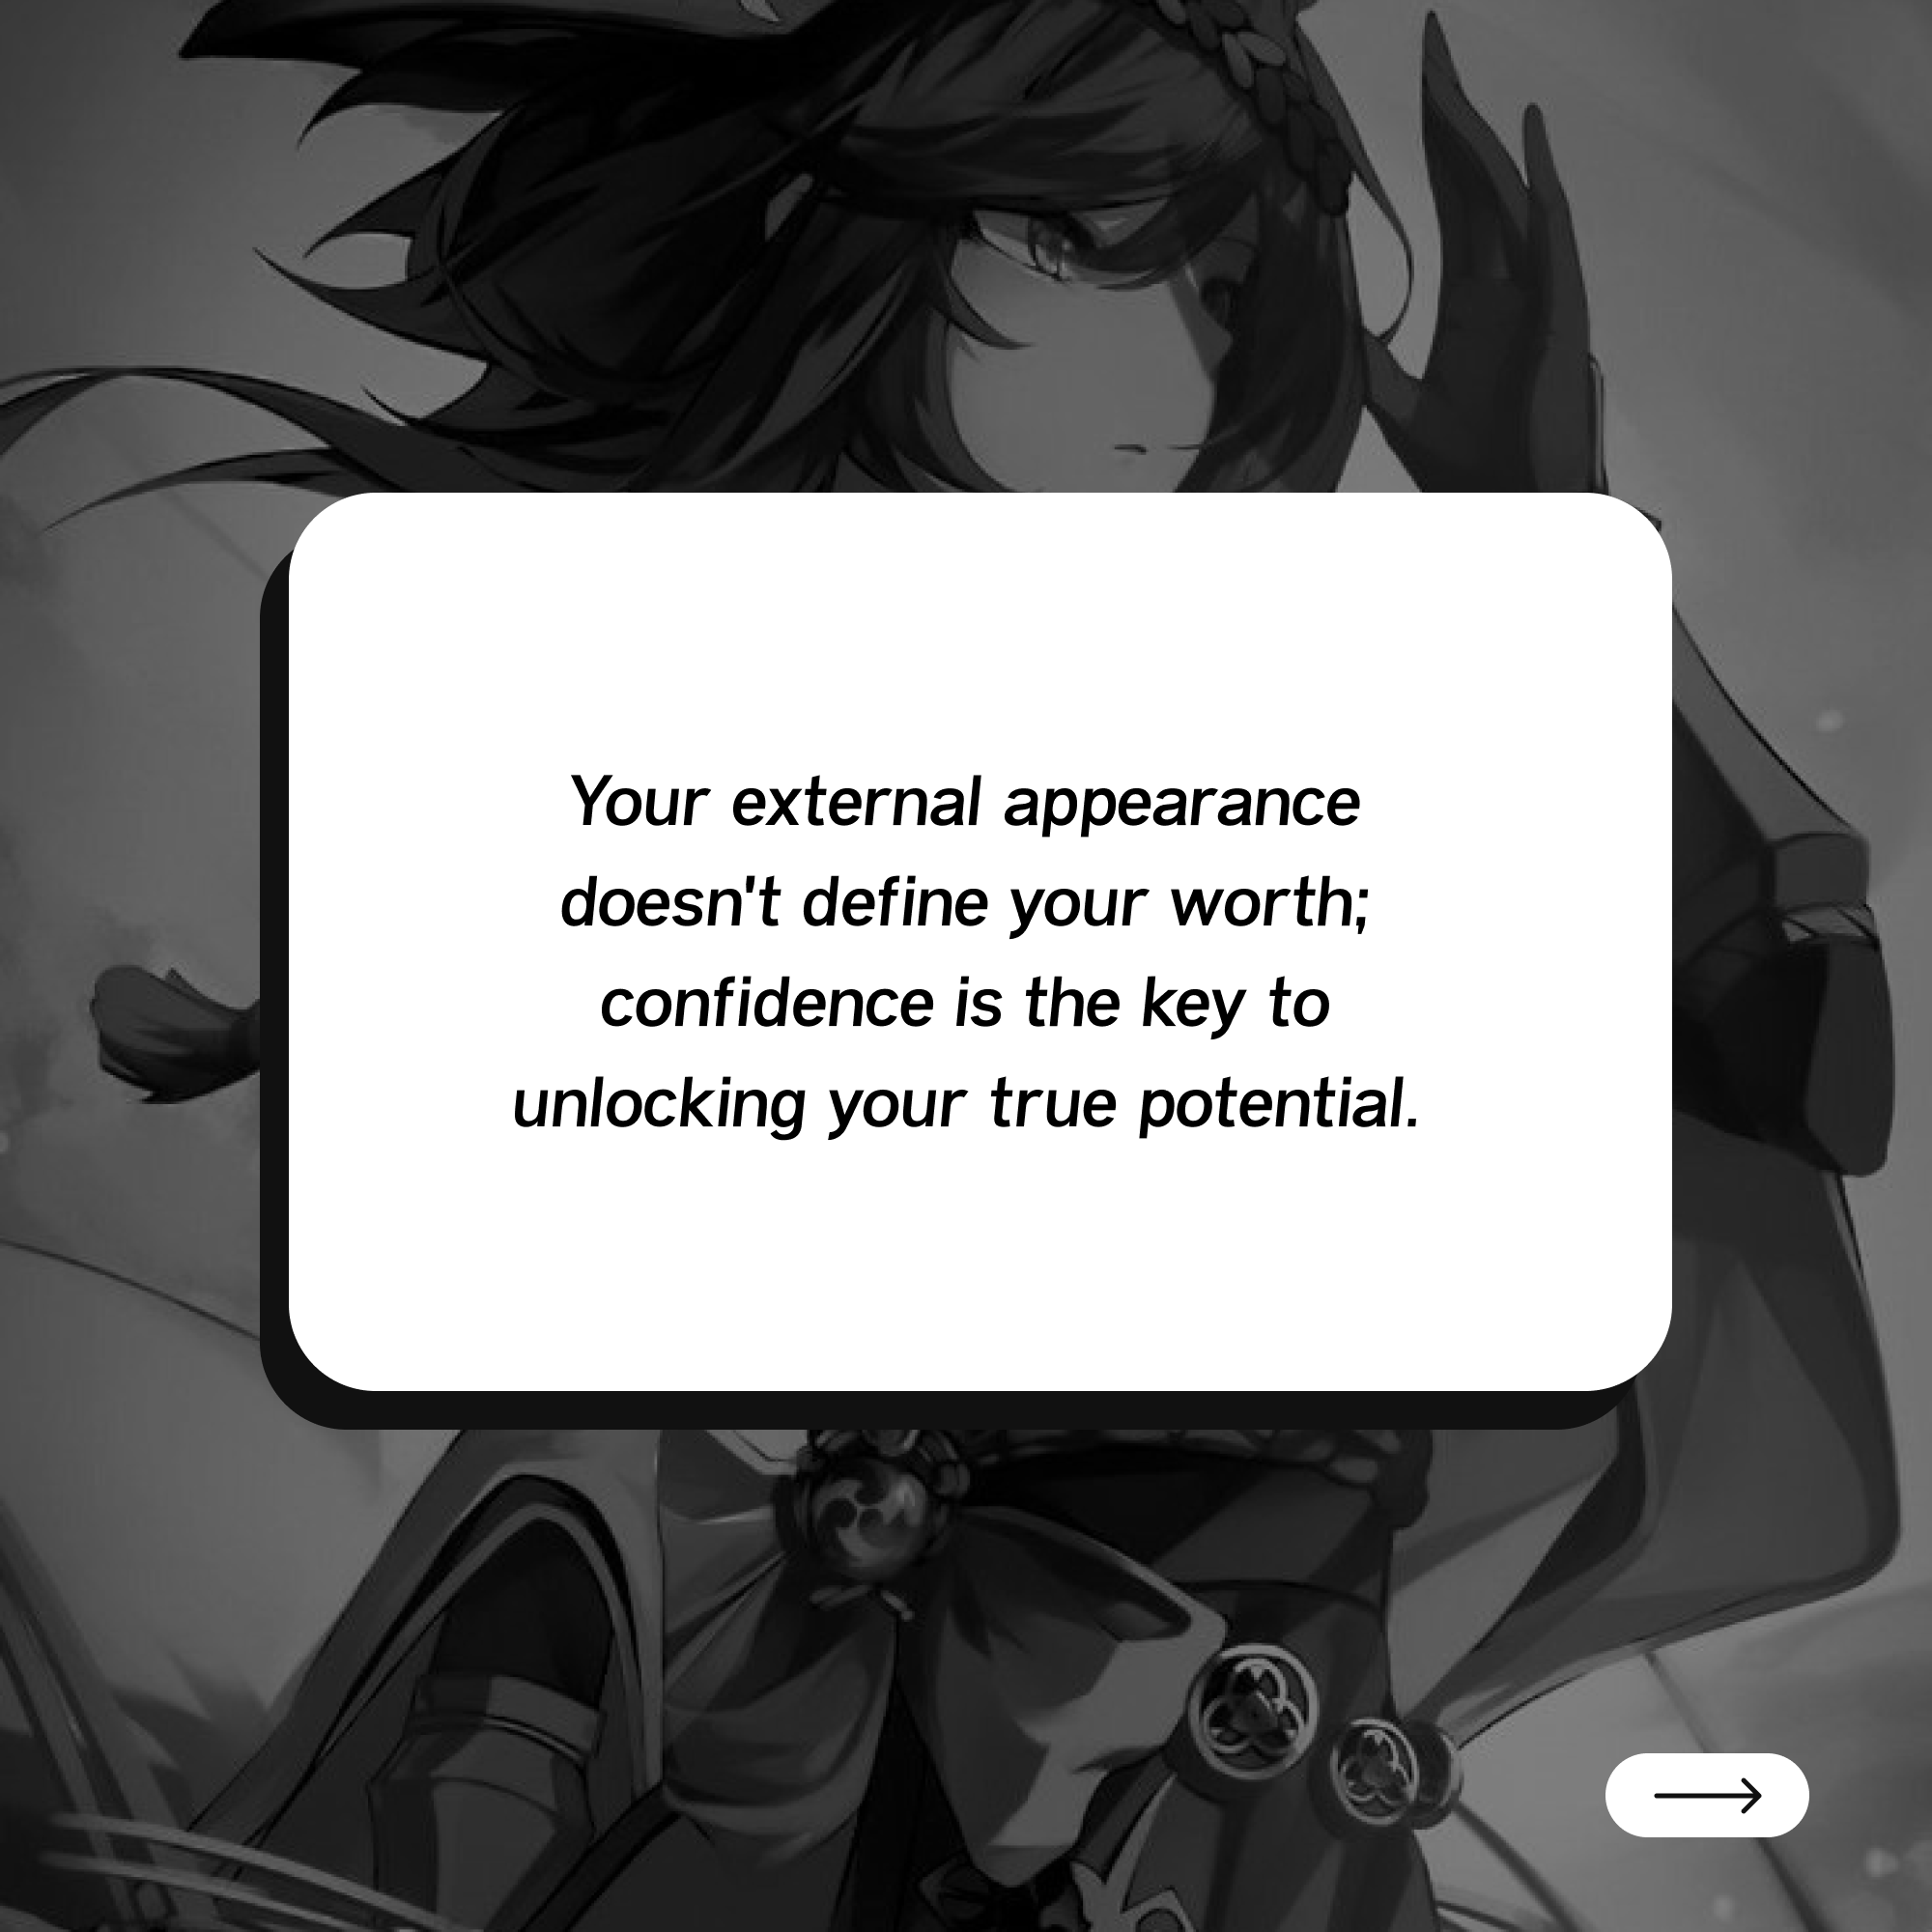 Your external appearance
doesn't define your worth;
confidence is the key to
unlocking your true potential.